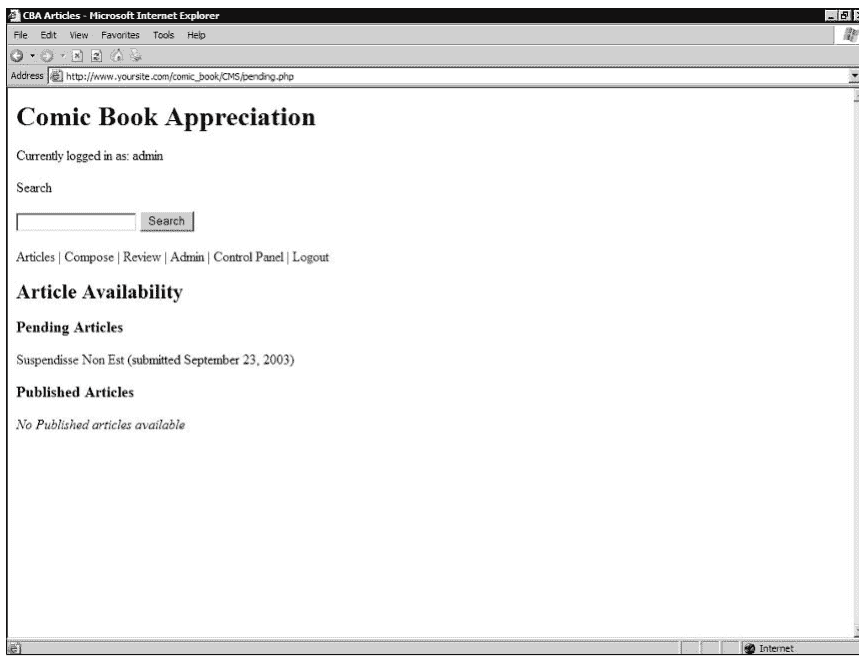 CBA Articles - Microsoft Internet Explorer
File Edit View Favorites Tools Help
Address http://www.yoursite.com/comic_book/CMS/pending.php
Comic Book Appreciation
Currently logged in as: admin
Search
Search
Articles | Compose | Review | Admin | Control Panel | Logout
Article Availability
Pending Articles
Suspendisse Non Est (submitted September 23, 2003)
Published Articles
No Published articles available
Internet